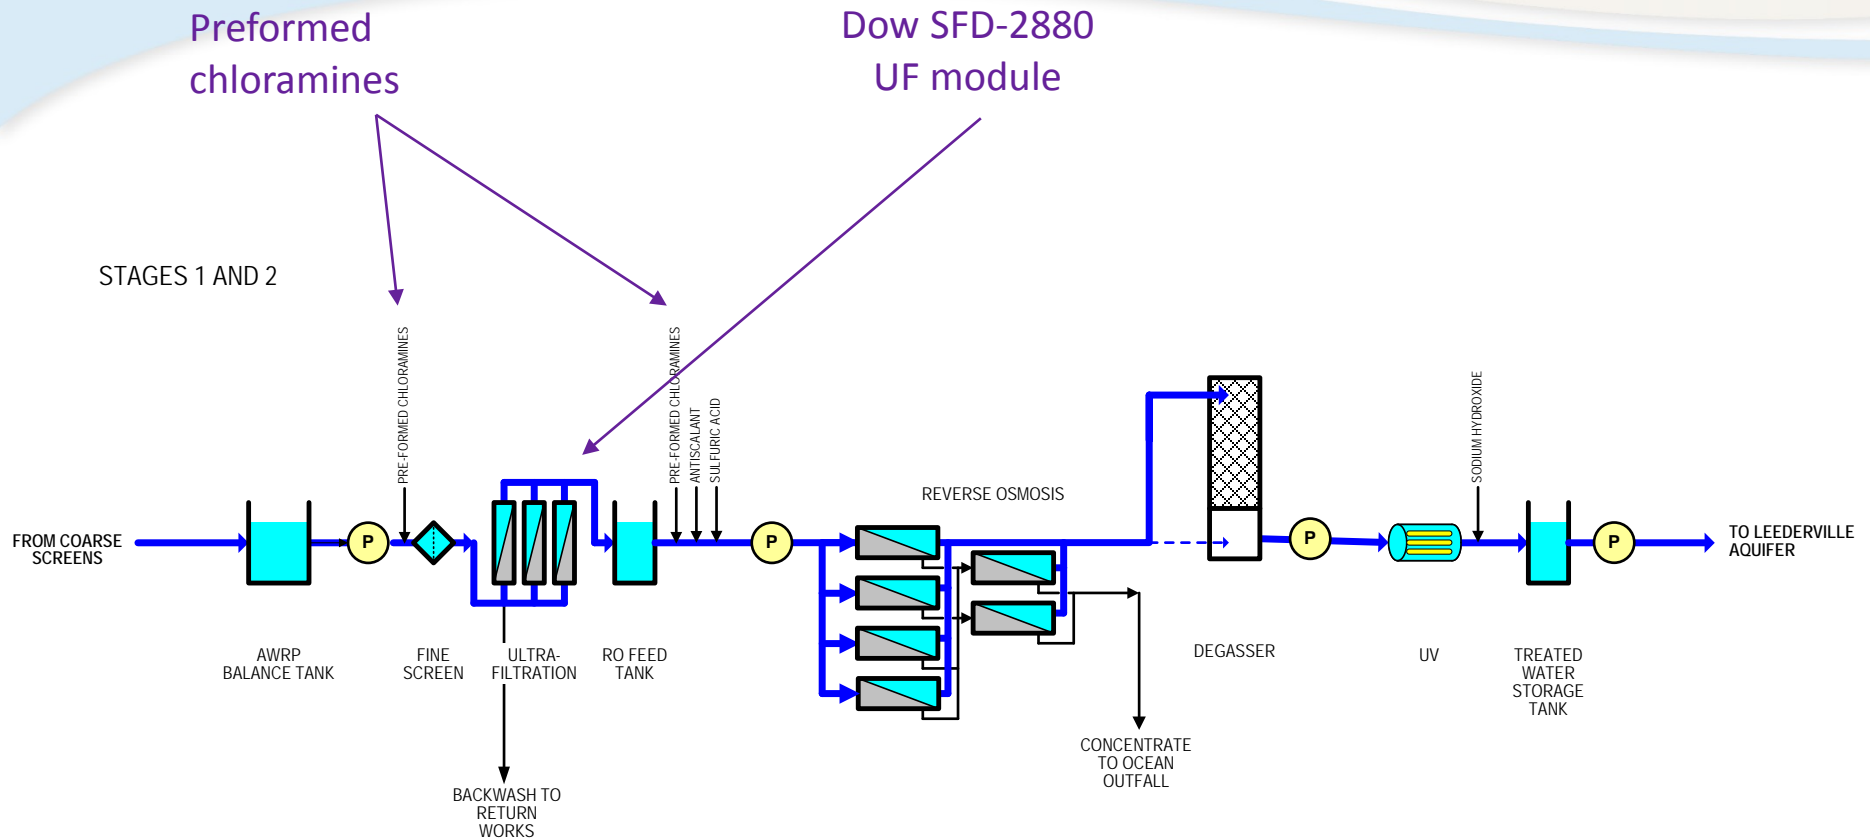 Preformed
chloramines
Dow SFD-2880
UF module
STAGES 1 AND 2
PRE-FORMED CHLORAMINES
PRE-FORMED CHLORAMINES
ANTISCALANT
SULFURIC ACID
SODIUM HYDROXIDE
REVERSE OSMOSIS
FROM COARSE
SCREENS
P
P
P
P
TO LEEDERVILLE
AQUIFER
AWRP
BALANCE TANK
FINE
SCREEN
ULTRA-
FILTRATION
RO FEED
TANK
DEGASSER
UV
TREATED
WATER
STORAGE
TANK
CONCENTRATE
TO OCEAN
OUTFALL
BACKWASH TO
RETURN
WORKS